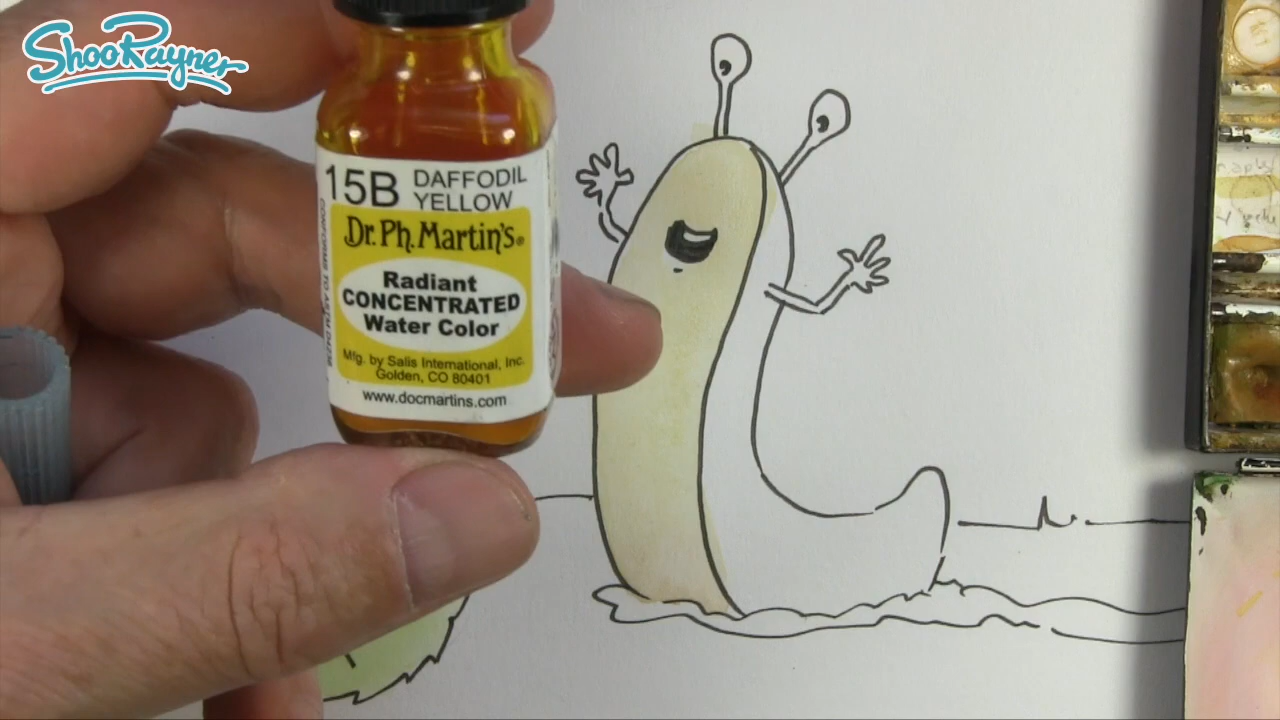 ShooRayner
15B DAFFODIL
YELLOW
Dr. Ph. Martin's®
Radiant
CONCENTRATED
Water Color
Mfg. by Salis International, Inc.
Golden, CO 80401
www.docmartins.com